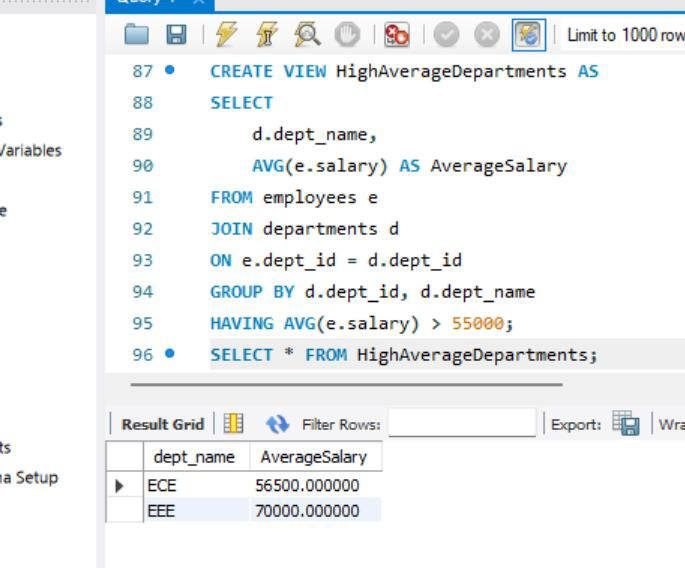 Limit to 1000 row
Variables
87 CREATE VIEW HighAverageDepartments AS
88 SELECT
89 d.dept_name,
90 AVG(e.salary) AS AverageSalary
91 FROM employees e
92 JOIN departments d
93 ON e.dept_id = d.dept_id
94 GROUP BY d.dept_id, d.dept_name
95 HAVING AVG(e.salary) > 55000;
96 SELECT * FROM HighAverageDepartments;
Result Grid Filter Rows: Export: Wra
ts
a Setup
dept_name AverageSalary
ECE 56500.000000
EEE 70000.000000